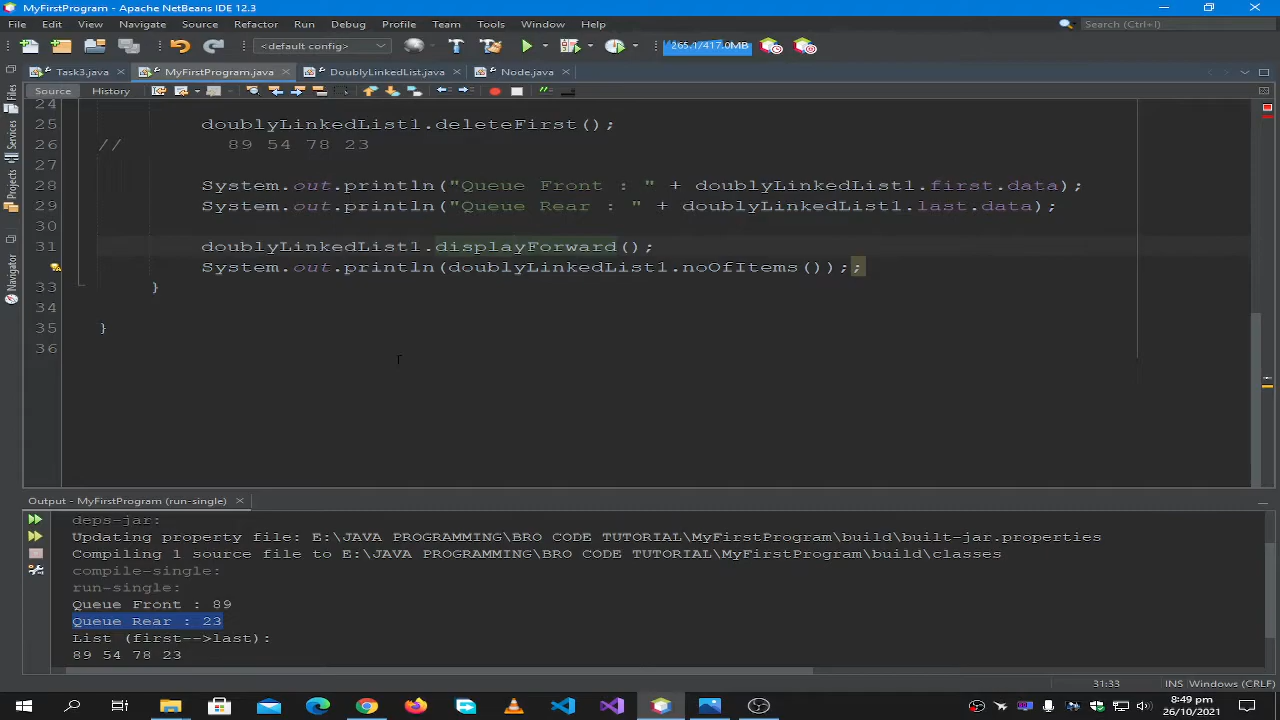 MyFirstProgram - Apache NetBeans IDE 12.3
File Edit View Navigate Source Refactor Run Debug Profile Team Tools Window Help
Search (Ctrl+I)
<default config>
265.1/417.0MB
Task3.java MyFirstProgram.java DoublyLinkedList.java Node.java
Source History
Files
Services
Projects
Navigator
24
25 doublyLinkedList1.deleteFirst();
26 // 89 54 78 23
27
28 System.out.println("Queue Front : " + doublyLinkedList1.first.data);
29 System.out.println("Queue Rear : " + doublyLinkedList1.last.data);
30
31 doublyLinkedList1.displayForward();
System.out.println(doublyLinkedList1.noOfItems());;
33 }
34
35 }
36
Output - MyFirstProgram (run-single)
deps-jar:
Updating property file: E:\JAVA PROGRAMMING\BRO CODE TUTORIAL\MyFirstProgram\build\built-jar.properties
Compiling 1 source file to E:\JAVA PROGRAMMING\BRO CODE TUTORIAL\MyFirstProgram\build\classes
compile-single:
run-single:
Queue Front : 89
Queue Rear : 23
List (first-->last):
89 54 78 23
31:33 INS Windows (CRLF)
8:49 pm
26/10/2021